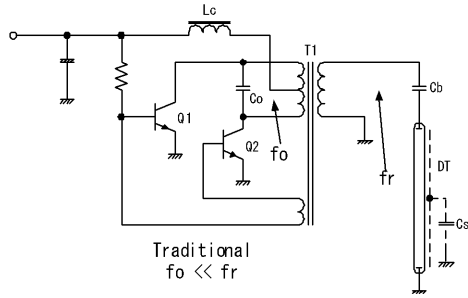 Lc
T1
Co
Cb
Q1
Q2
fo
DT
fr
Cs
Traditional
fo << fr